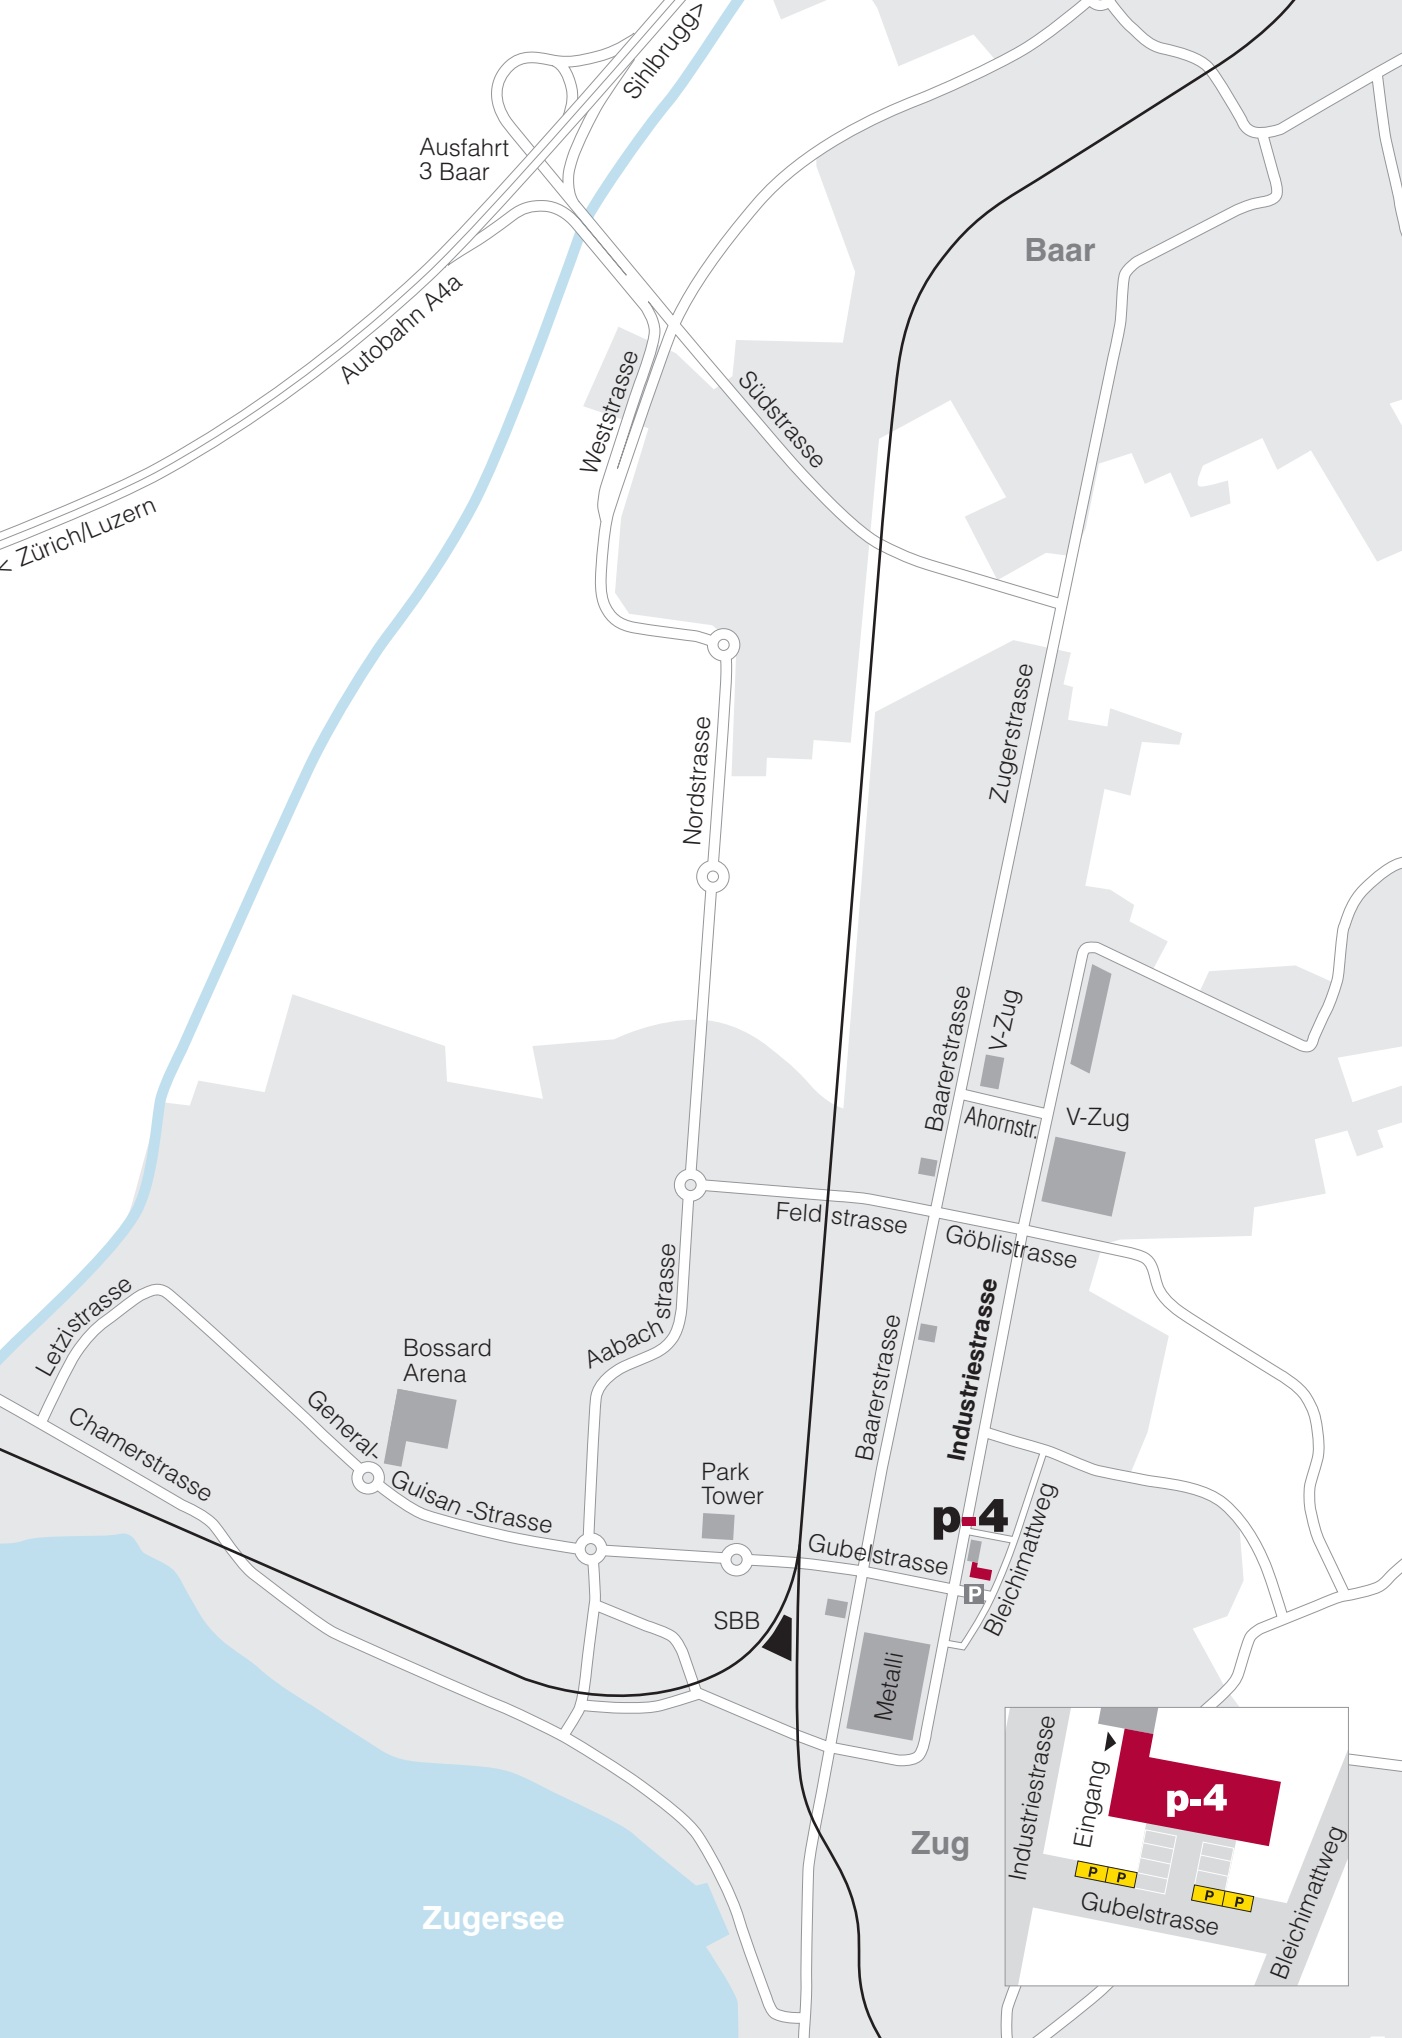 Sihlbrugg>
Ausfahrt
3 Baar
Baar
Autobahn A4a
Weststrasse
Südstrasse
< Zürich/Luzern
Zugerstrasse
Nordstrasse
Baarerstrasse
V-Zug
Ahornstr.
V-Zug
Feldstrasse
Göblistrasse
Aabachstrasse
Letzistrasse
Industriestrasse
Baarerstrasse
Bossard
Arena
General-
Guisan -Strasse
Chamerstrasse
Park
Tower
p-4
Gubelstrasse
Bleichimattweg
P
SBB
Metalli
Zug
Zugersee
Industriestrasse
Eingang
p-4
P P
P P
Gubelstrasse
Bleichimattweg